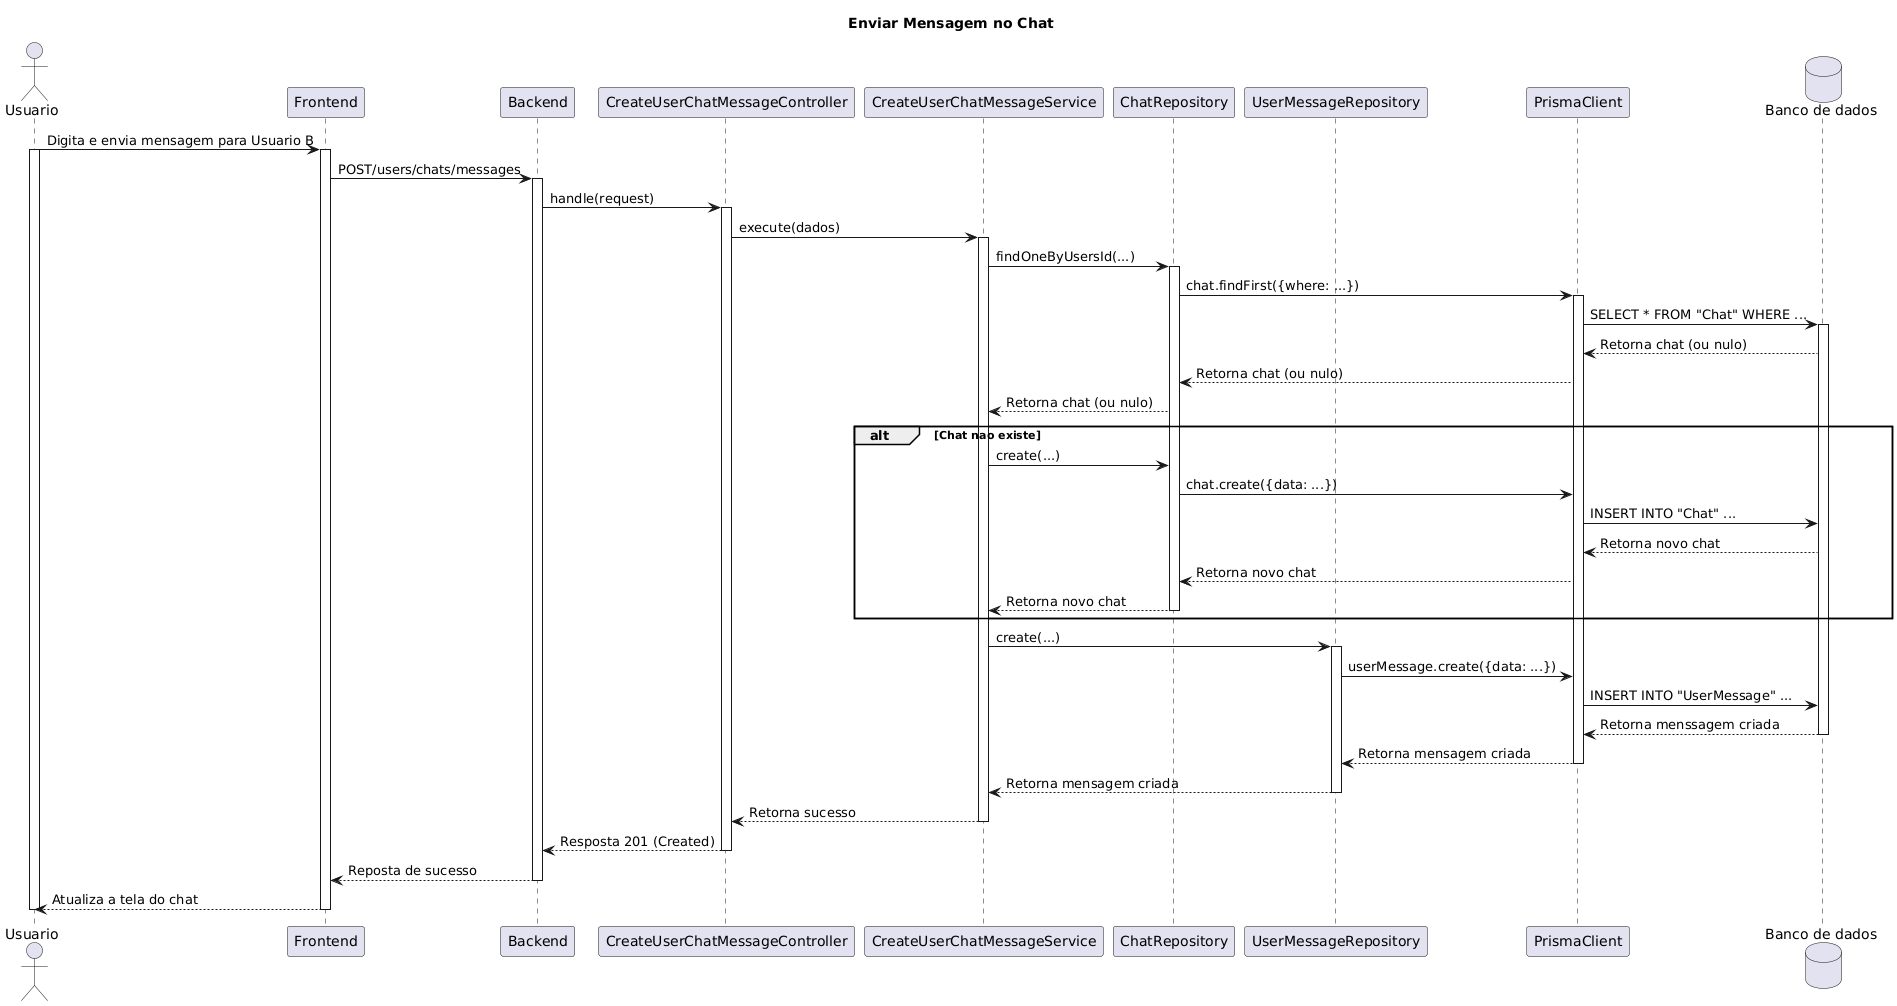 Enviar Mensagem no Chat
Usuario
Frontend
Backend
CreateUserChatMessageController
CreateUserChatMessageService
ChatRepository
UserMessageRepository
PrismaClient
Banco de dados
Digita e envia mensagem para Usuario B
POST/users/chats/messages
handle(request)
execute(dados)
findOneByUsersId(...)
chat.findFirst({where: ...})
SELECT * FROM "Chat" WHERE ...
Retorna chat (ou nulo)
Retorna chat (ou nulo)
Retorna chat (ou nulo)
alt [Chat nao existe]
create(...)
chat.create({data: ...})
INSERT INTO "Chat" ...
Retorna novo chat
Retorna novo chat
Retorna novo chat
create(...)
userMessage.create({data: ...})
INSERT INTO "UserMessage" ...
Retorna menssagem criada
Retorna mensagem criada
Retorna mensagem criada
Retorna sucesso
Resposta 201 (Created)
Reposta de sucesso
Atualiza a tela do chat
Usuario
Frontend
Backend
CreateUserChatMessageController
CreateUserChatMessageService
ChatRepository
UserMessageRepository
PrismaClient
Banco de dados